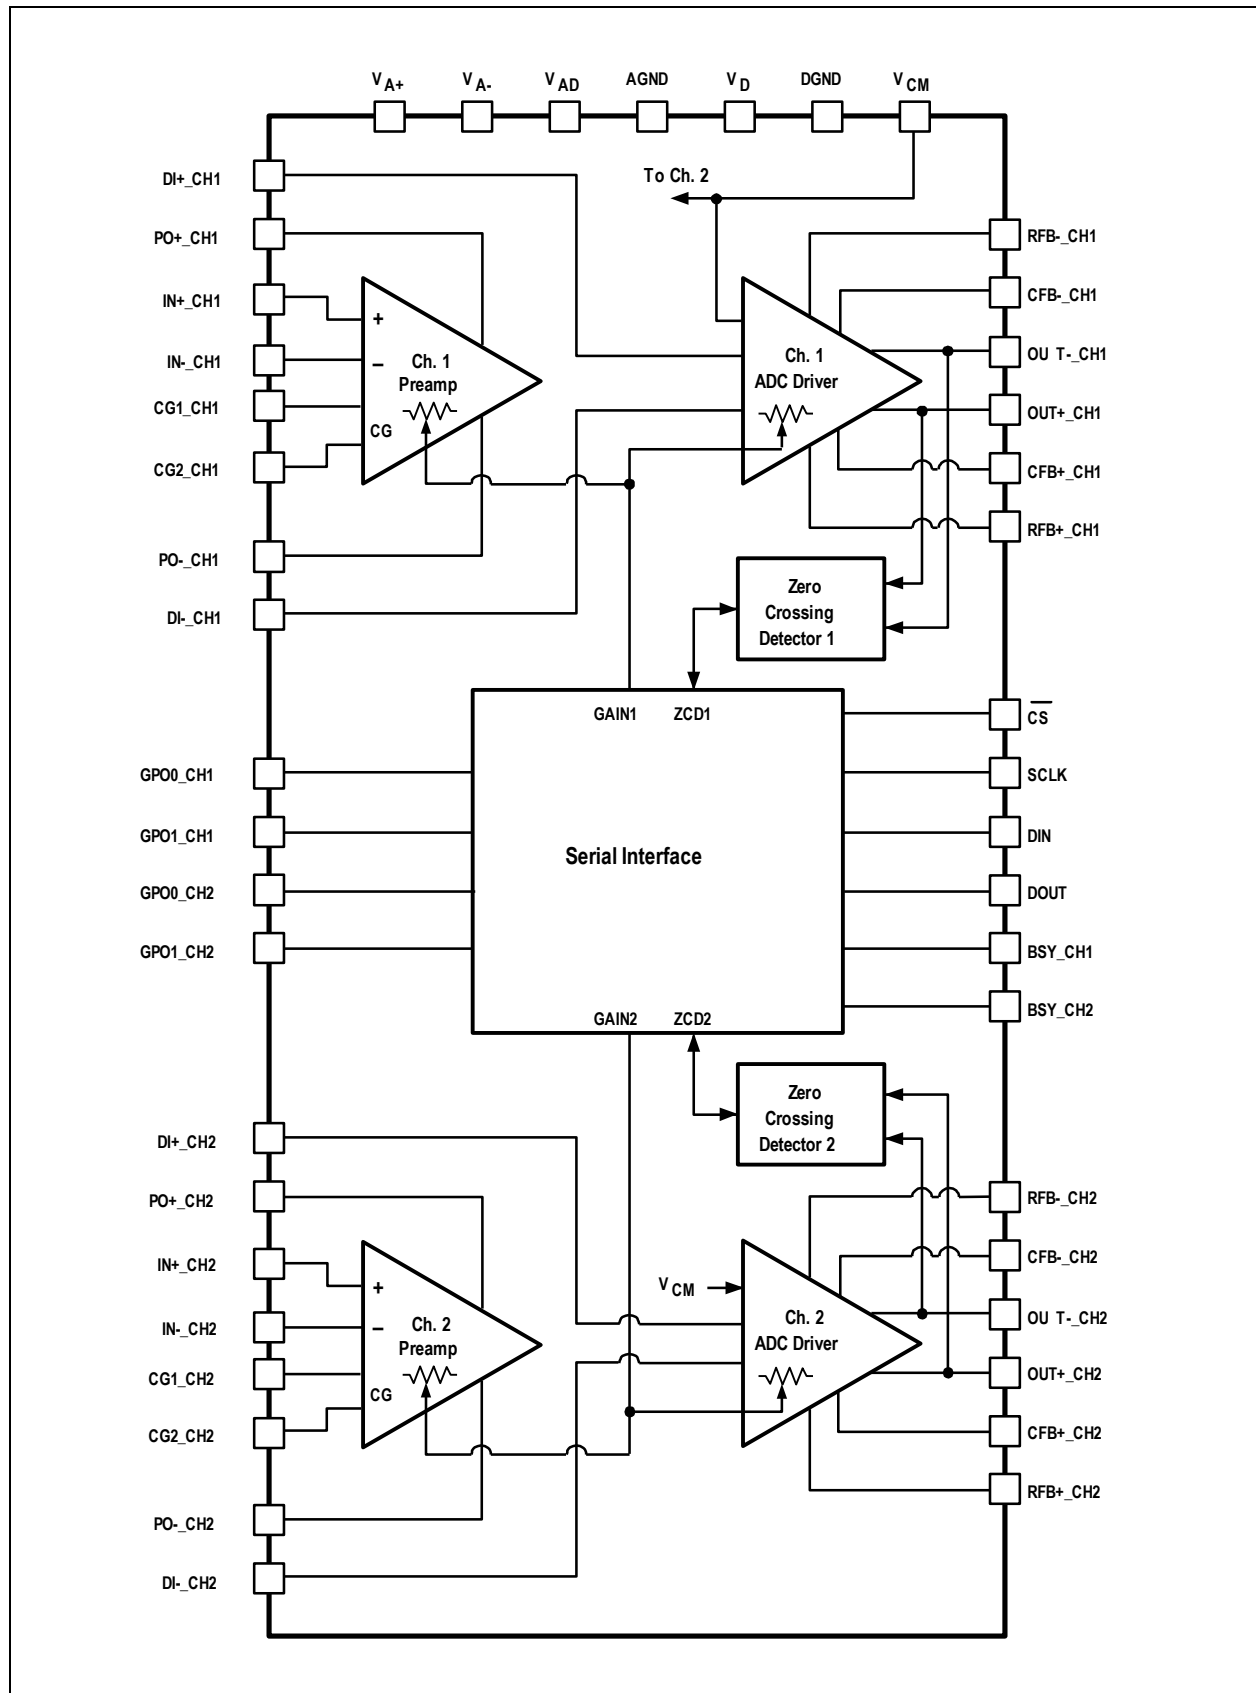 VA+ VA- VAD AGND VD DGND VCM
DI+_CH1
To Ch. 2
PO+_CH1
RFB-_CH1
IN+_CH1
CFB-_CH1
+
IN-_CH1
–
Ch. 1
Preamp
Ch. 1
ADC Driver
OU T-_CH1
CG1_CH1
OUT+_CH1
CG
CG2_CH1
CFB+_CH1
RFB+_CH1
PO-_CH1
DI-_CH1
Zero
Crossing
Detector 1
GAIN1 ZCD1
CS
GPO0_CH1
SCLK
GPO1_CH1
DIN
Serial Interface
GPO0_CH2
DOUT
GPO1_CH2
BSY_CH1
BSY_CH2
GAIN2 ZCD2
Zero
Crossing
Detector 2
DI+_CH2
PO+_CH2
RFB-_CH2
IN+_CH2
CFB-_CH2
+
VCM
IN-_CH2
–
Ch. 2
Preamp
Ch. 2
ADC Driver
OU T-_CH2
CG1_CH2
OUT+_CH2
CG
CG2_CH2
CFB+_CH2
RFB+_CH2
PO-_CH2
DI-_CH2